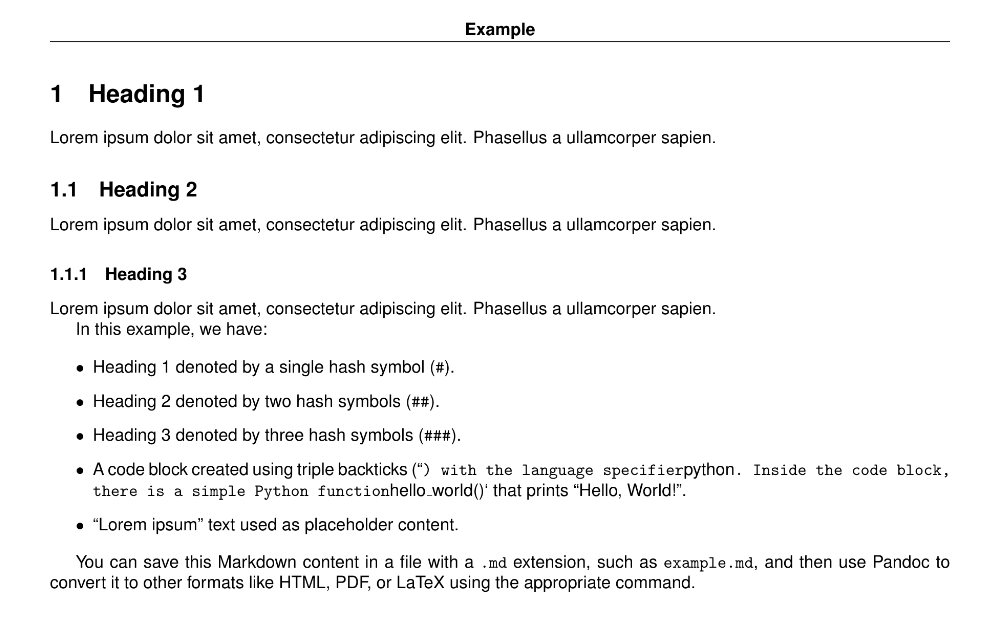 Example
1 Heading 1
Lorem ipsum dolor sit amet, consectetur adipiscing elit. Phasellus a ullamcorper sapien.
1.1 Heading 2
Lorem ipsum dolor sit amet, consectetur adipiscing elit. Phasellus a ullamcorper sapien.
1.1.1 Heading 3
Lorem ipsum dolor sit amet, consectetur adipiscing elit. Phasellus a ullamcorper sapien.
In this example, we have:
• Heading 1 denoted by a single hash symbol (#).
• Heading 2 denoted by two hash symbols (##).
• Heading 3 denoted by three hash symbols (###).
• A code block created using triple backticks (“) with the language specifierpython. Inside the code block,
there is a simple Python functionhello_world()‘ that prints “Hello, World!”.
• “Lorem ipsum” text used as placeholder content.
You can save this Markdown content in a file with a .md extension, such as example.md, and then use Pandoc to
convert it to other formats like HTML, PDF, or LaTeX using the appropriate command.